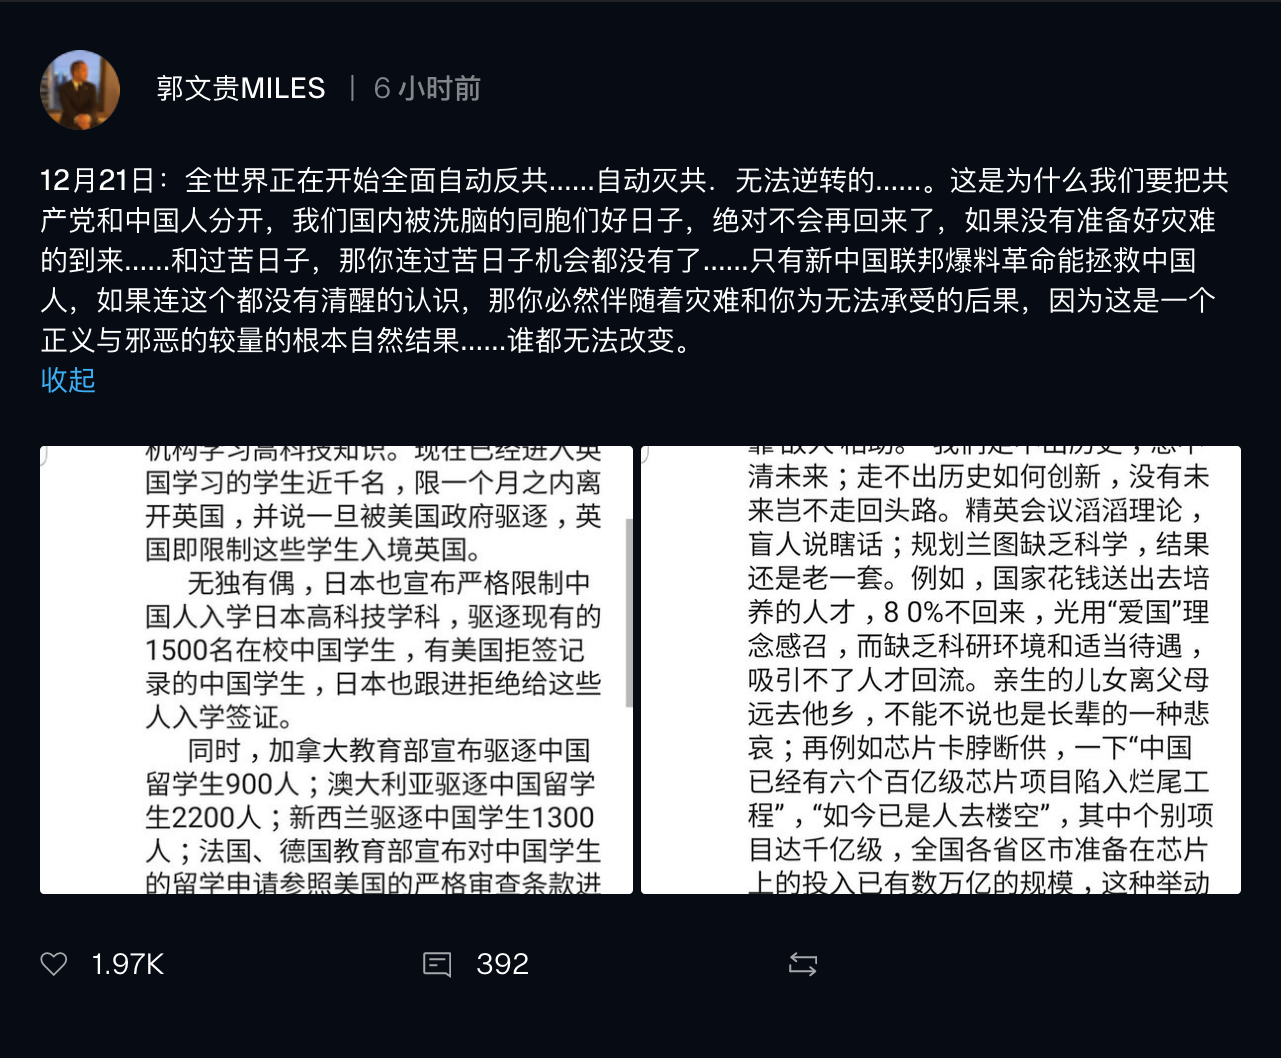 郭文贵MILES | 6 小时前
12月21日：全世界正在开始全面自动反共……自动灭共．无法逆转的……。这是为什么我们要把共
产党和中国人分开，我们国内被洗脑的同胞们好日子，绝对不会再回来了，如果没有准备好灾难
的到来……和过苦日子，那你连过苦日子机会都没有了……只有新中国联邦爆料革命能拯救中国
人，如果连这个都没有清醒的认识，那你必然伴随着灾难和你为无法承受的后果，因为这是一个
正义与邪恶的较量的根本自然结果……谁都无法改变。
收起
机构学习高科技知识。现在已经进入英
国学习的学生近千名，限一个月之内离
开英国，并说一旦被美国政府驱逐，英
国即限制这些学生入境英国。
无独有偶，日本也宣布严格限制中
国人入学日本高科技学科，驱逐现有的
1500名在校中国学生，有美国拒签记
录的中国学生，日本也跟进拒绝给这些
人入学签证。
同时，加拿大教育部宣布驱逐中国
留学生900人；澳大利亚驱逐中国留学
生2200人；新西兰驱逐中国学生1300
人；法国、德国教育部宣布对中国学生
的留学申请参照美国的严格审查条款进
清未来；走不出历史如何创新，没有未
来岂不走回头路。精英会议滔滔理论，
盲人说瞎话；规划兰图缺乏科学，结果
还是老一套。例如，国家花钱送出去培
养的人才，8 0%不回来，光用“爱国”理
念感召，而缺乏科研环境和适当待遇，
吸引不了人才回流。亲生的儿女离父母
远去他乡，不能不说也是长辈的一种悲
哀；再例如芯片卡脖断供，一下“中国
已经有六个百亿级芯片项目陷入烂尾工
程”，“如今已是人去楼空”，其中个别项
目达千亿级，全国各省区市准备在芯片
上的投入已有数万亿的规模，这种举动
1.97K
392